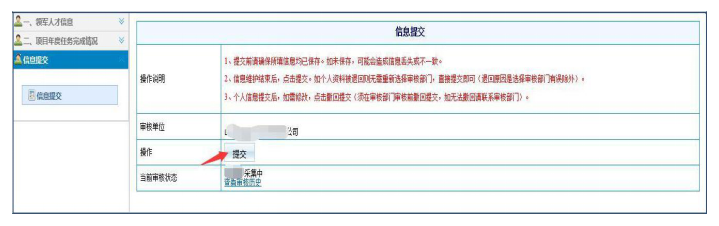 一、领军人才信息
二、项目年度任务完成情况
信息提交
信息提交
信息提交
操作说明
1、提交前请确保所填信息均已保存。如未保存，可能会造成信息丢失或不一致。
2、信息维护结束后，点击提交。如个人资料被退回则无需重新选择审核部门，直接提交即可（退回原因是选择审核部门有误除外）。
3、个人信息提交后，如需修改，点击撤回提交（须在审核部门审核前撤回提交，如无法撤回请联系审核部门）。
审核单位
公司
操作
提交
当前审核状态
采集中
查看审核历史